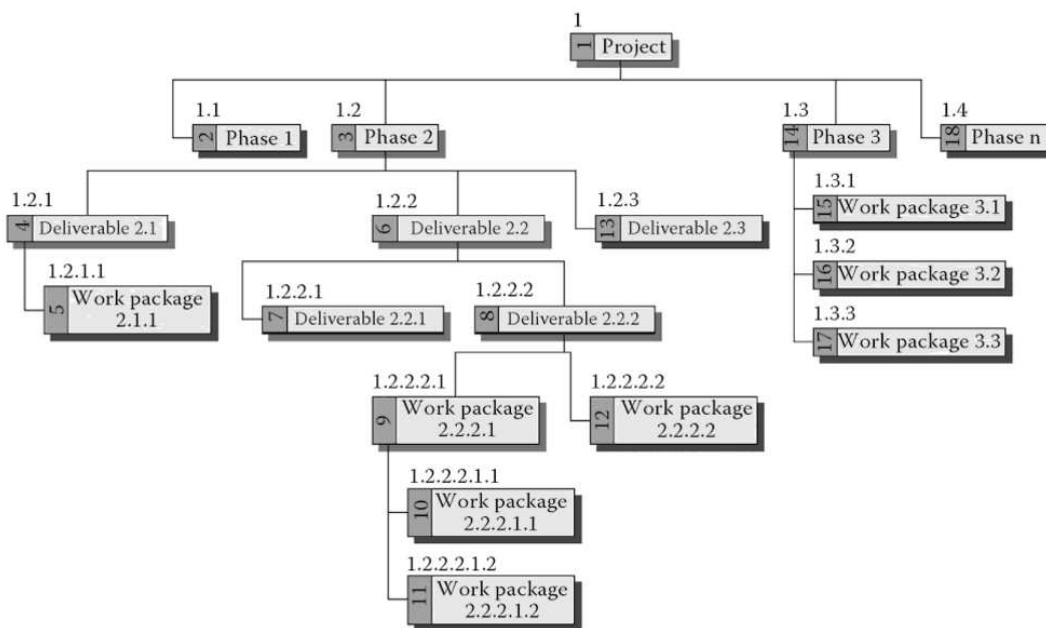 1
1 Project
1.1
2 Phase 1
1.2
3 Phase 2
1.3
14 Phase 3
1.4
18 Phase n
1.2.1
4 Deliverable 2.1
1.2.2
6 Deliverable 2.2
1.2.3
13 Deliverable 2.3
1.3.1
15 Work package 3.1
1.3.2
16 Work package 3.2
1.3.3
17 Work package 3.3
1.2.1.1
5 Work package
2.1.1
1.2.2.1
7 Deliverable 2.2.1
1.2.2.2
8 Deliverable 2.2.2
1.2.2.2.1
9 Work package
2.2.2.1
1.2.2.2.2
12 Work package
2.2.2.2
1.2.2.2.1.1
10 Work package
2.2.2.1.1
1.2.2.2.1.2
11 Work package
2.2.2.1.2